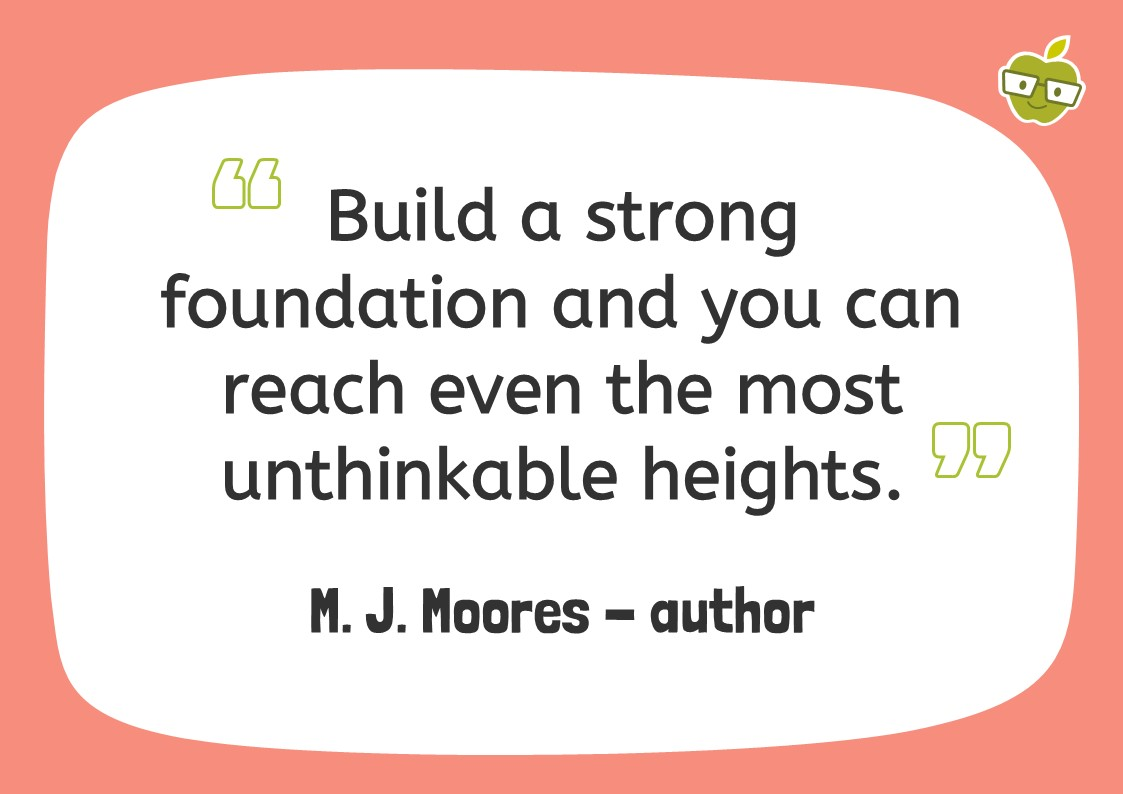 “ Build a strong
foundation and you can
reach even the most
unthinkable heights. ”
M. J. Moores – author